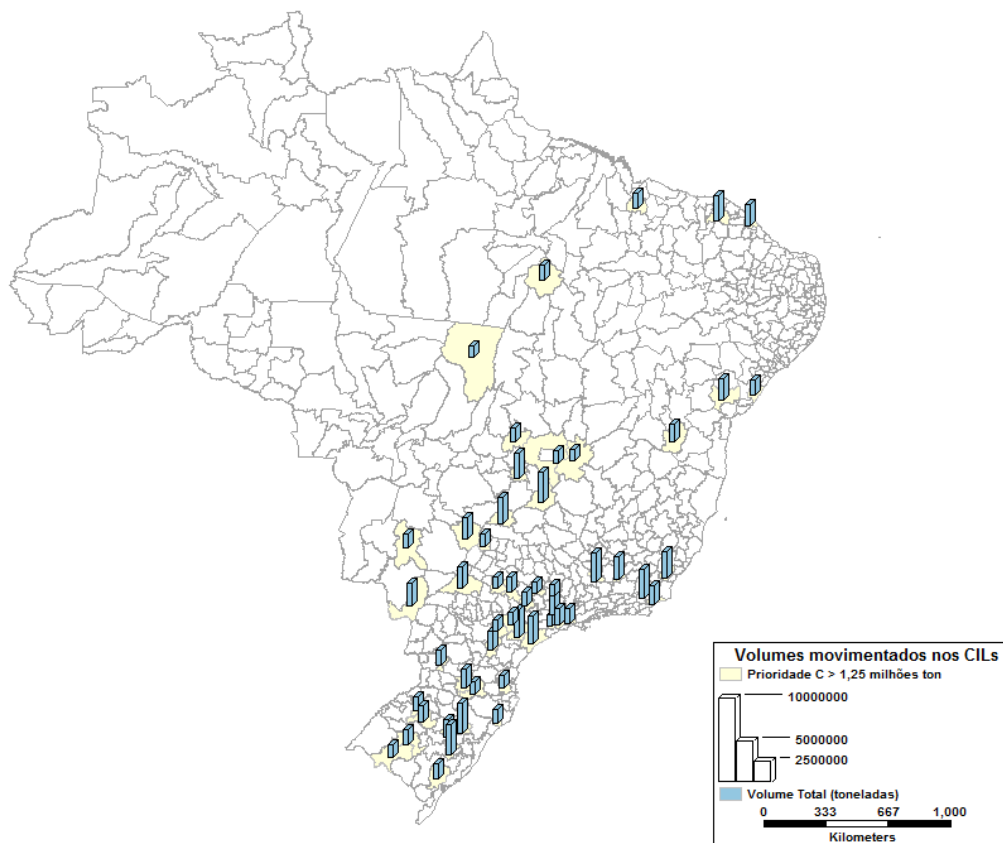 Volumes movimentados nos CILs
Prioridade C > 1,25 milhões ton
10000000
5000000
2500000
Volume Total (toneladas)
0 333 667 1,000
Kilometers